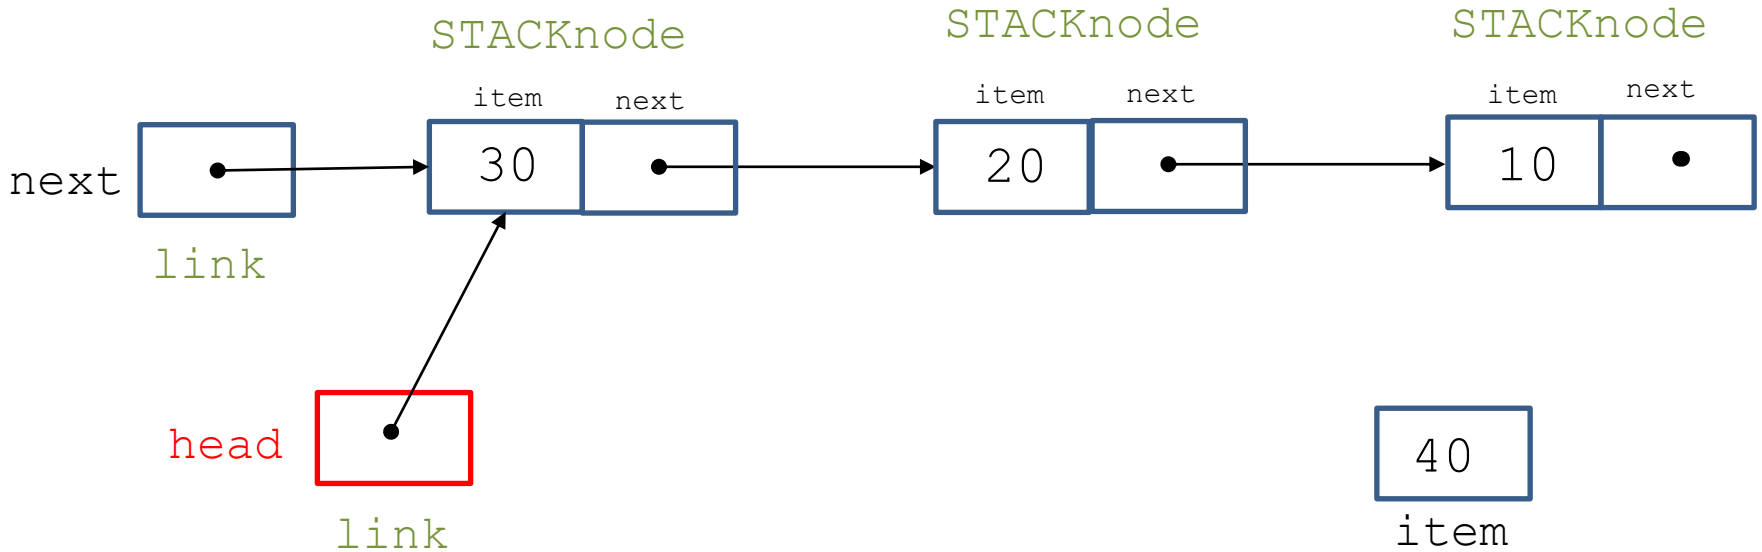 STACKnode STACKnode STACKnode
item next item next item next
next 30 20 10
link
head 40
link item